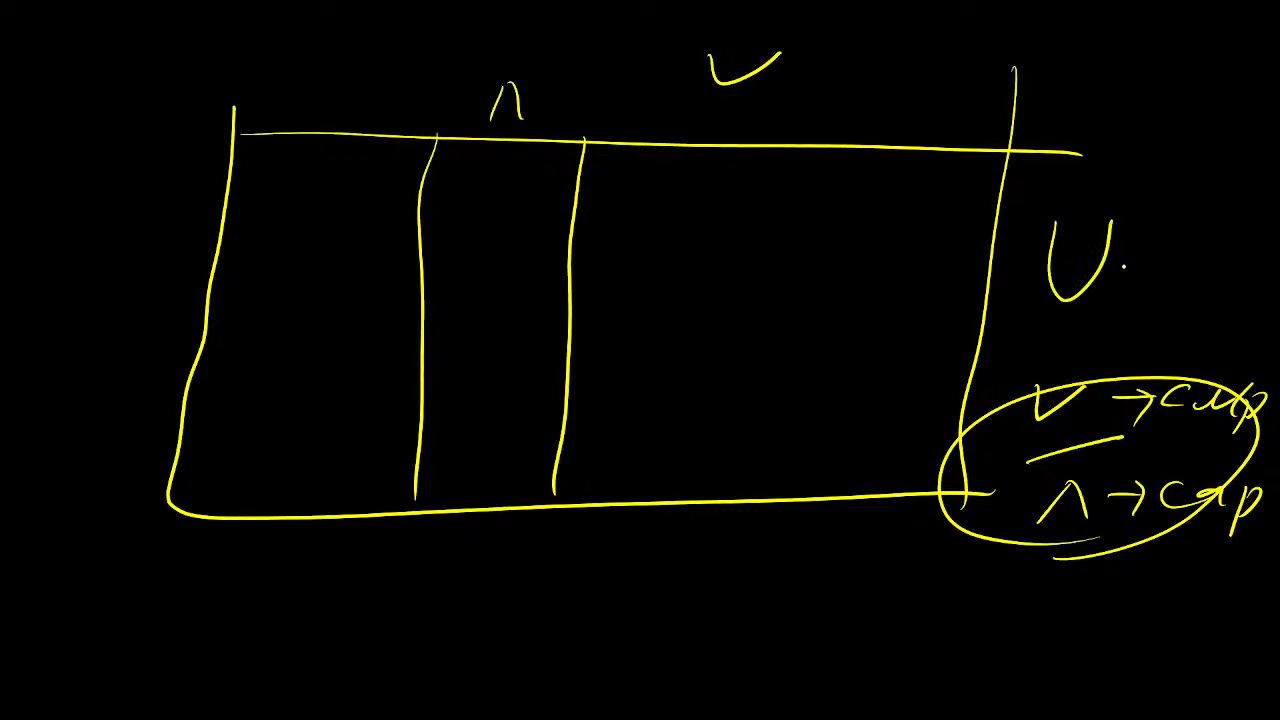 ∧ ∨
U.
∨ → cup
∧ → cap